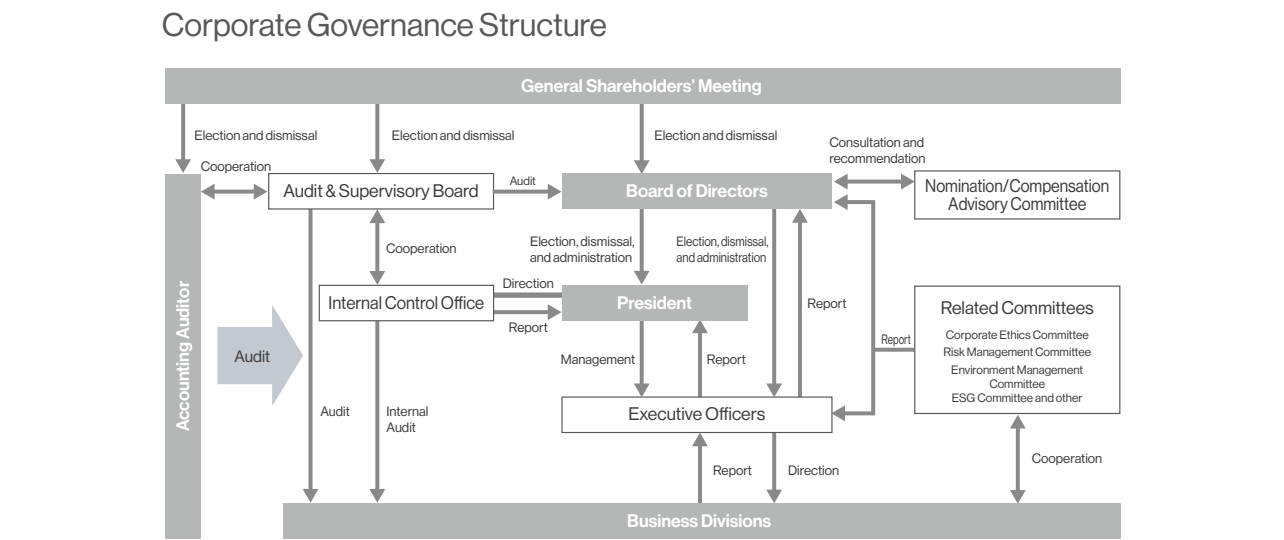 Corporate Governance Structure
General Shareholders' Meeting
Election and dismissal
Election and dismissal
Election and dismissal
Consultation and
recommendation
Cooperation
Audit & Supervisory Board
Audit
Board of Directors
Nomination/Compensation
Advisory Committee
Cooperation
Election, dismissal,
and administration
Election, dismissal,
and administration
Internal Control Office
Direction
Report
President
Report
Related Committees
Corporate Ethics Committee
Risk Management Committee
Environment Management
Committee
ESG Committee and other
Report
Accounting Auditor
Audit
Management
Report
Audit
Internal
Audit
Executive Officers
Report
Direction
Cooperation
Business Divisions